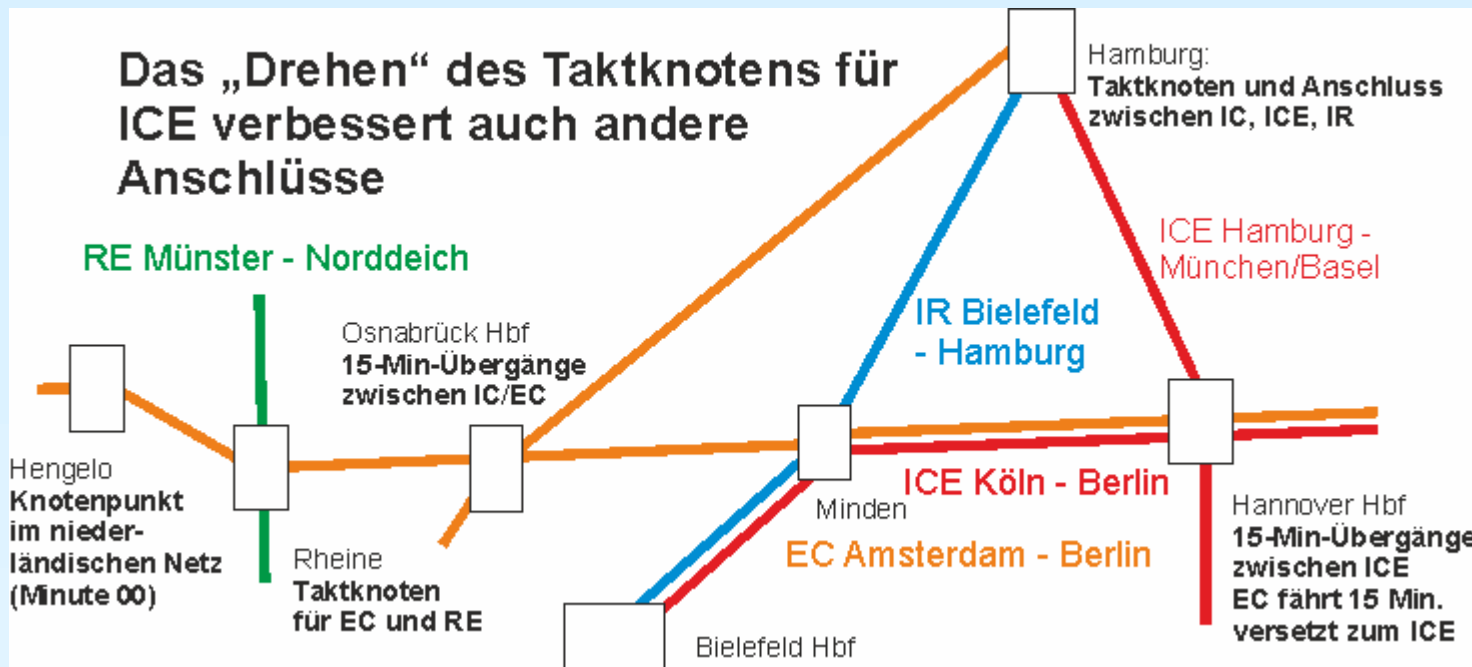 Das „Drehen“ des Taktknotens für
ICE verbessert auch andere
Anschlüsse
Hamburg:
Taktknoten und Anschluss
zwischen IC, ICE, IR
RE Münster - Norddeich
ICE Hamburg -
München/Basel
IR Bielefeld
- Hamburg
Osnabrück Hbf
15-Min-Übergänge
zwischen IC/EC
Hengelo
Knotenpunkt
im nieder-
ländischen Netz
(Minute 00)
Rheine
Taktknoten
für EC und RE
Minden
ICE Köln - Berlin
EC Amsterdam - Berlin
Hannover Hbf
15-Min-Übergänge
zwischen ICE
EC fährt 15 Min.
versetzt zum ICE
Bielefeld Hbf